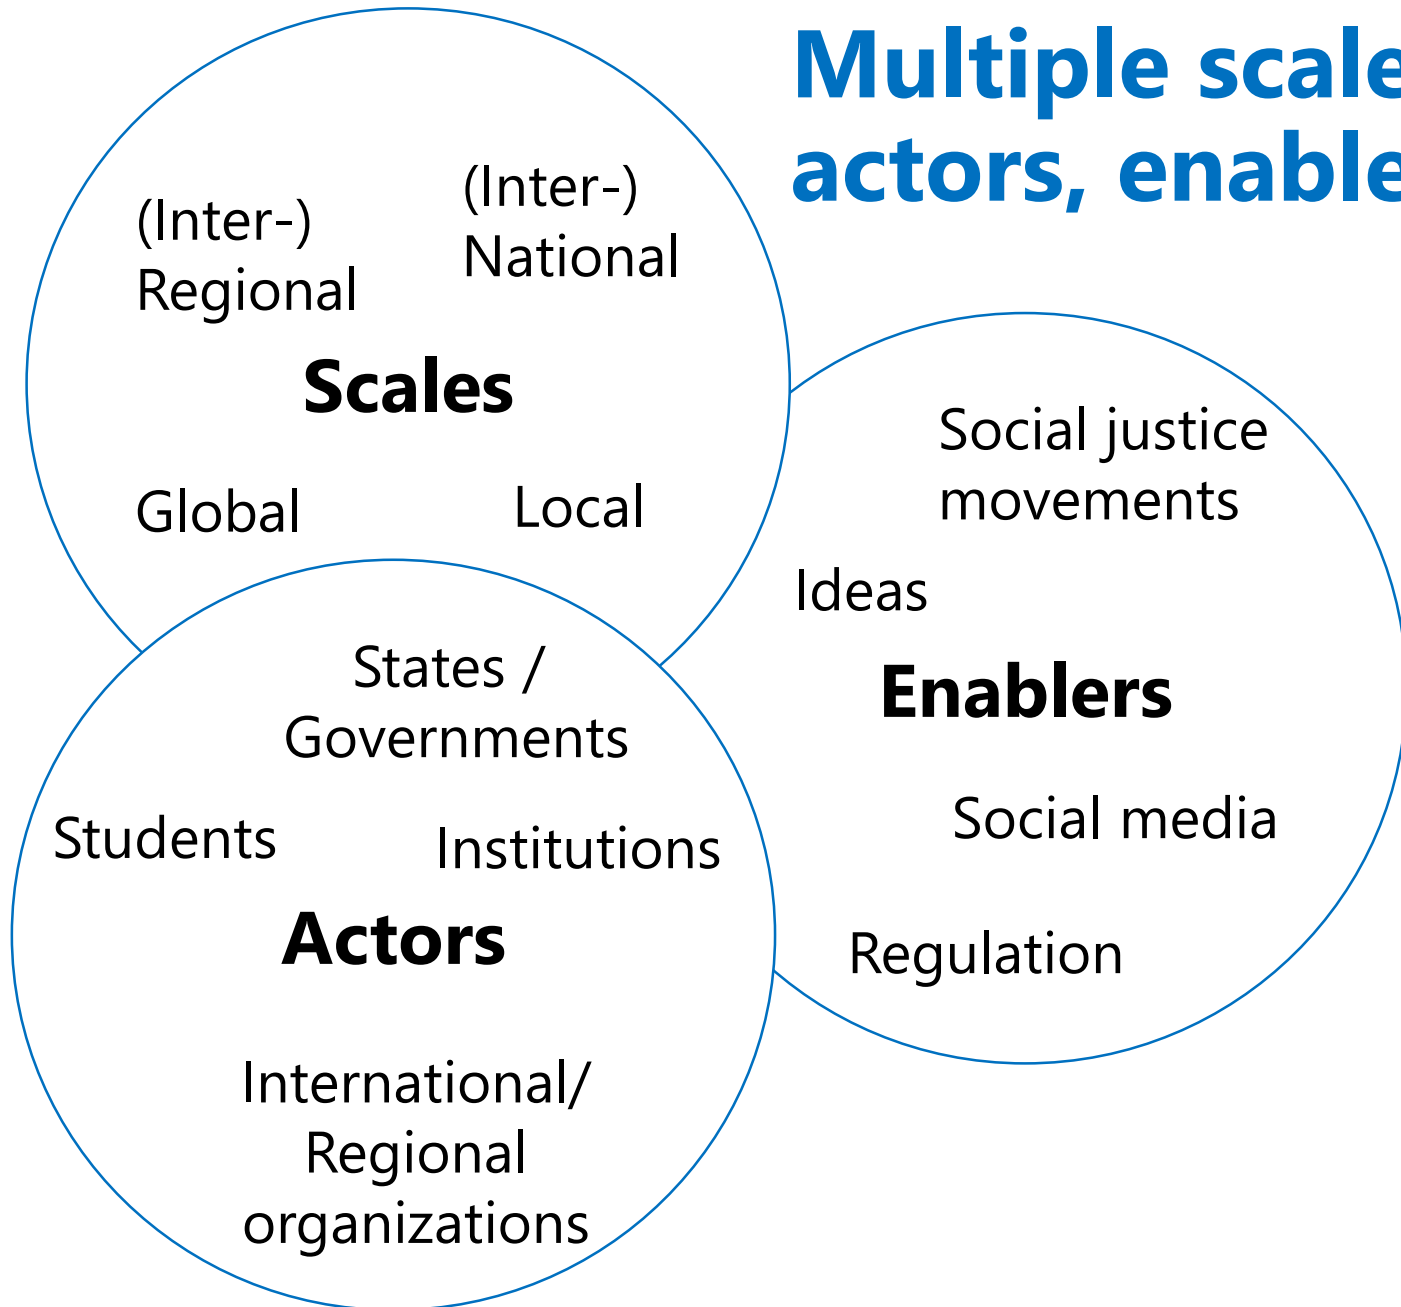 Multiple scale
actors, enable
(Inter-)
Regional
(Inter-)
National
Scales
Global
Local
Social justice
movements
Ideas
Enablers
Social media
Regulation
States /
Governments
Students
Institutions
Actors
International/
Regional
organizations